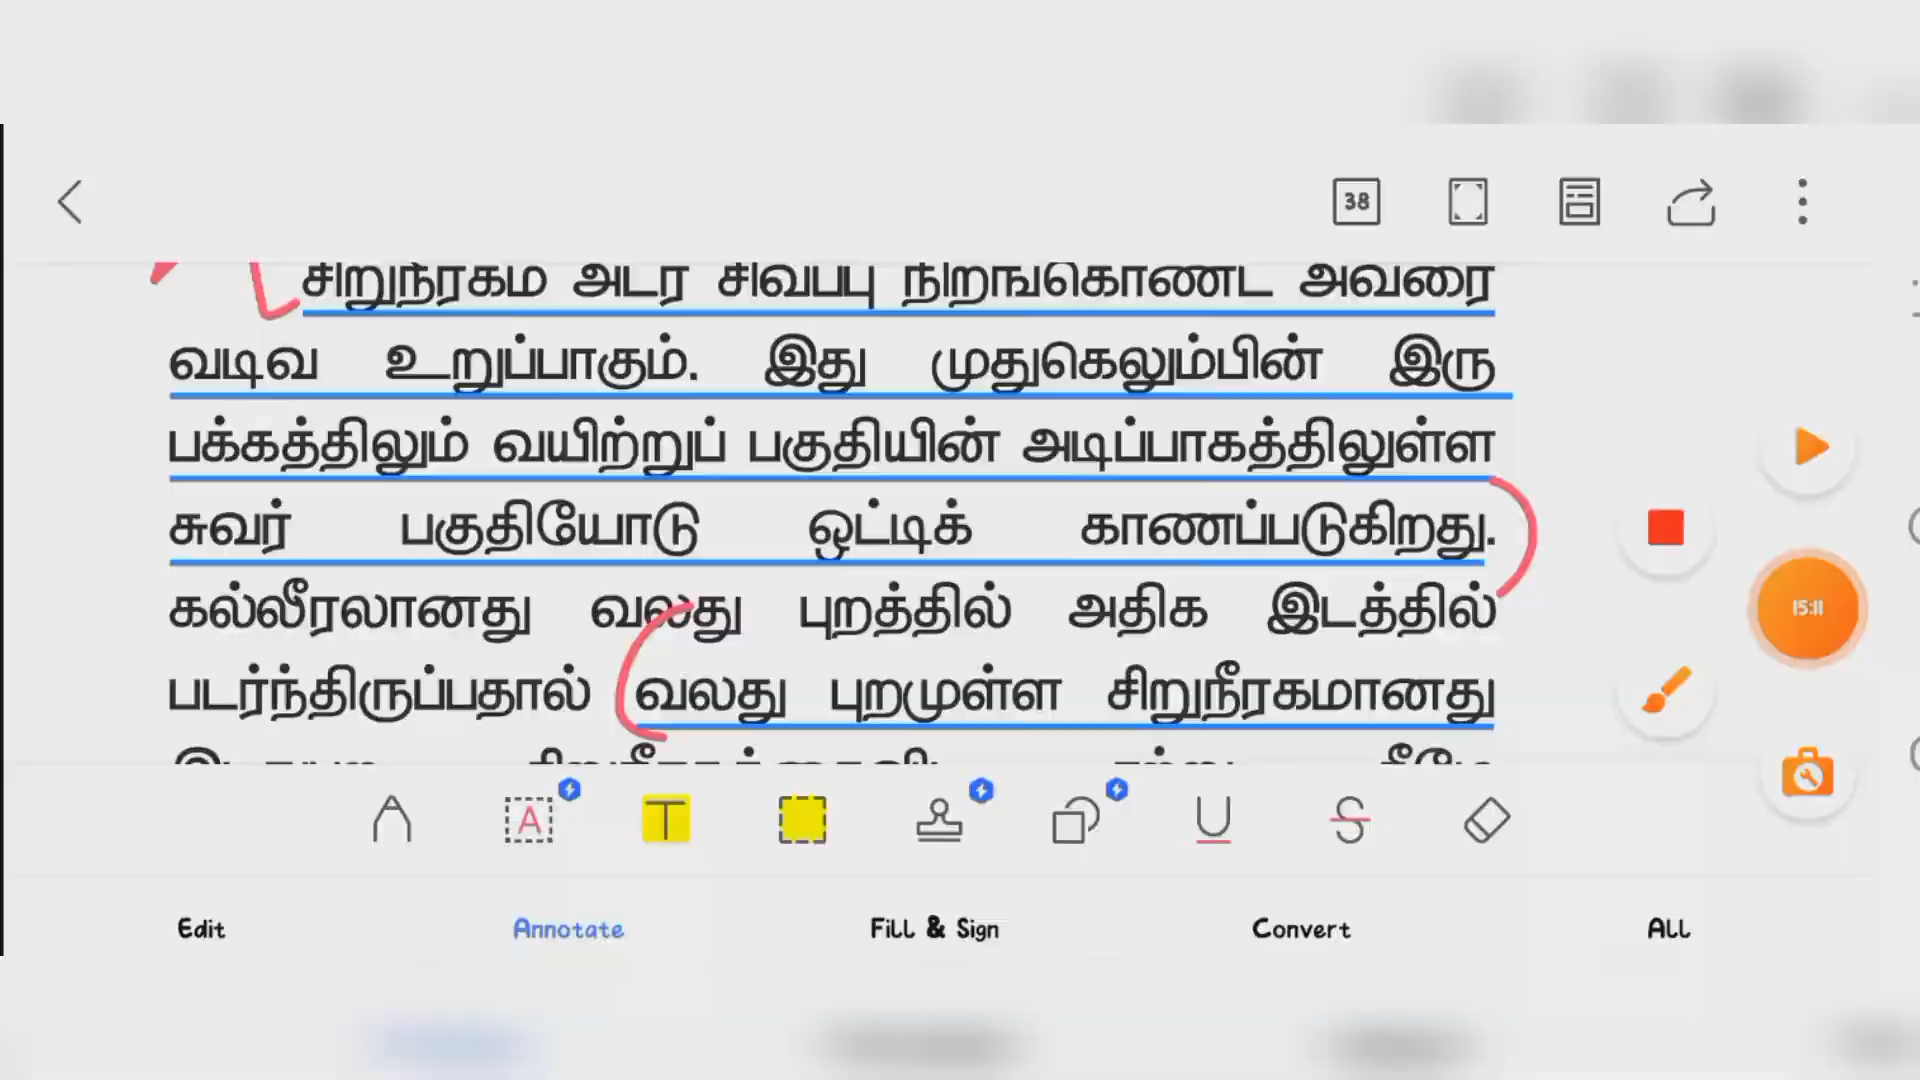 38
சிறுநீரகம் அடர் சிவப்பு நிறங்கொண்ட அவரை
வடிவ உறுப்பாகும். இது முதுகெலும்பின் இரு
பக்கத்திலும் வயிற்றுப் பகுதியின் அடிப்பாகத்திலுள்ள
சுவர் பகுதியோடு ஒட்டிக் காணப்படுகிறது.
கல்லீரலானது வலது புறத்தில் அதிக இடத்தில்
15:11
படர்ந்திருப்பதால் வலது புறமுள்ள சிறுநீரகமானது
Edit Annotate Fill & Sign Convert All